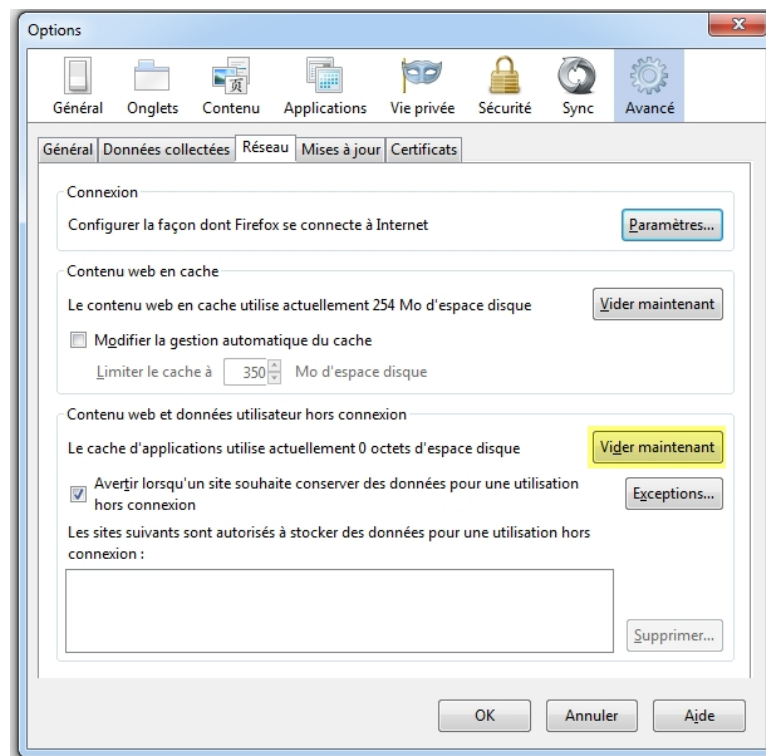 Options
Général Onglets Contenu Applications Vie privée Sécurité Sync Avancé
Général Données collectées Réseau Mises à jour Certificats
Connexion
Configurer la façon dont Firefox se connecte à Internet Paramètres...
Contenu web en cache
Le contenu web en cache utilise actuellement 254 Mo d'espace disque Vider maintenant
Modifier la gestion automatique du cache
Limiter le cache à 350 Mo d'espace disque
Contenu web et données utilisateur hors connexion
Le cache d'applications utilise actuellement 0 octets d'espace disque Vider maintenant
Avertir lorsqu'un site souhaite conserver des données pour une utilisation
hors connexion Exceptions...
Les sites suivants sont autorisés à stocker des données pour une utilisation hors
connexion :
Supprimer...
OK Annuler Aide